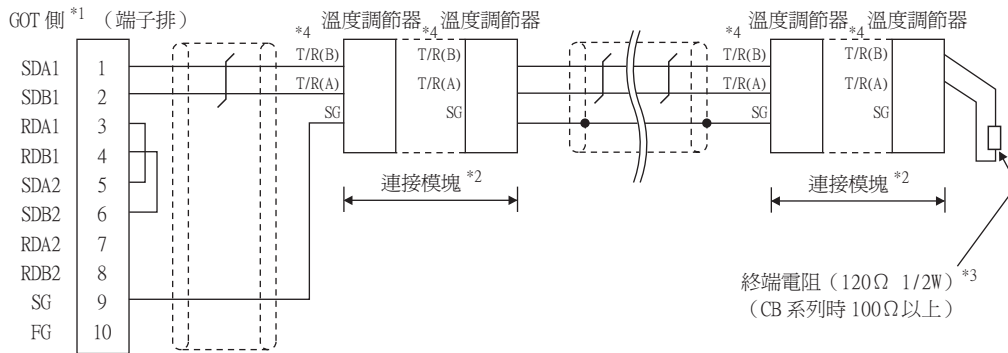 GOT 側 *1 （端子排）
溫度調節器 溫度調節器
溫度調節器 溫度調節器
*4 T/R(B) *4 T/R(B)
*4 T/R(B) *4 T/R(B)
SDA1 1
T/R(A) T/R(A)
T/R(A) T/R(A)
SDB1 2
SG SG
SG SG
RDA1 3
RDB1 4
SDA2 5
SDB2 6
RDA2 7
RDB2 8
SG 9
FG 10
連接模塊 *2
連接模塊 *2
終端電阻（120Ω 1/2W）*3
（CB 系列時 100Ω以上）